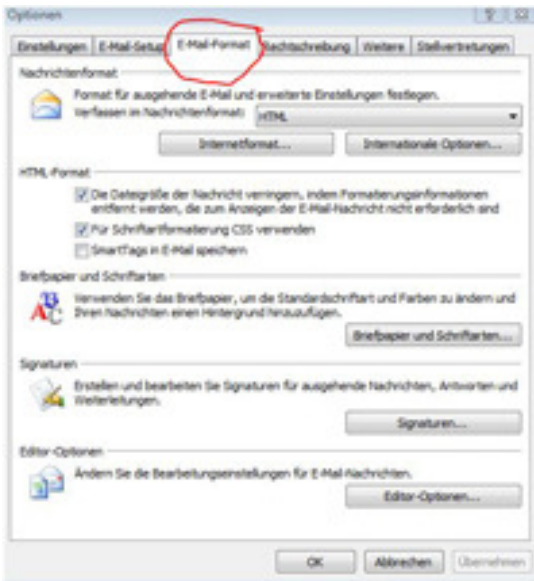 Optionen
Einstellungen E-Mail-Setup E-Mail-Format Rechtschreibung Weitere Stellvertretungen
Nachrichtenformat
Format für ausgehende E-Mail und erweiterte Einstellungen festlegen.
Verfassen im Nachrichtenformat: HTML
Internetformat... Internationale Optionen...
HTML-Format
Die Dateigröße der Nachricht verringern, indem Formatierungsinformationen
entfernt werden, die zum Anzeigen der E-Mail-Nachricht nicht erforderlich sind
Für Schriftartformatierung CSS verwenden
SmartTags in E-Mail speichern
Briefpapier und Schriftarten
Verwenden Sie das Briefpapier, um die Standardschriftart und Farben zu ändern und
Ihren Nachrichten einen Hintergrund hinzuzufügen.
Briefpapier und Schriftarten...
Signaturen
Erstellen und bearbeiten Sie Signaturen für ausgehende Nachrichten, Antworten und
Weiterleitungen.
Signaturen...
Editor-Optionen
Ändern Sie die Bearbeitungseinstellungen für E-Mail-Nachrichten.
Editor-Optionen...
OK Abbrechen Übernehmen